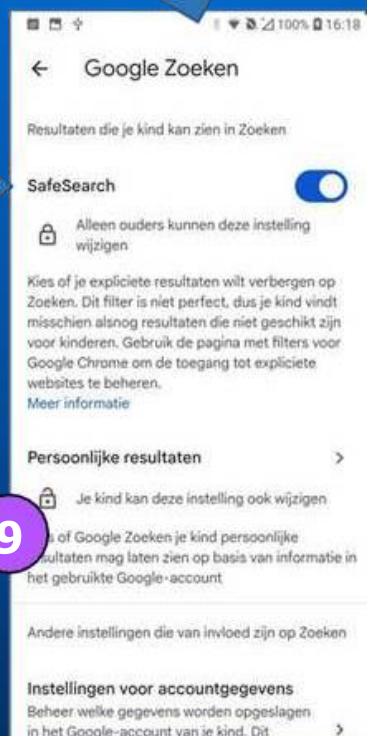 100% 16:18
Google Zoeken
Resultaten die je kind kan zien in Zoeken
SafeSearch
Alleen ouders kunnen deze instelling
wijzigen
Kies of je expliciete resultaten wilt verbergen op
Zoeken. Dit filter is niet perfect, dus je kind vindt
misschien alsnog resultaten die niet geschikt zijn
voor kinderen. Gebruik de pagina met filters voor
Google Chrome om de toegang tot expliciete
websites te beheren.
Meer informatie
Persoonlijke resultaten
Je kind kan deze instelling ook wijzigen
9
of Google Zoeken je kind persoonlijke
sultaten mag laten zien op basis van informatie in
het gebruikte Google-account
Andere instellingen die van invloed zijn op Zoeken
Instellingen voor accountgegevens
Beheer welke gegevens worden opgeslagen
in het Google-account van je kind. Dit